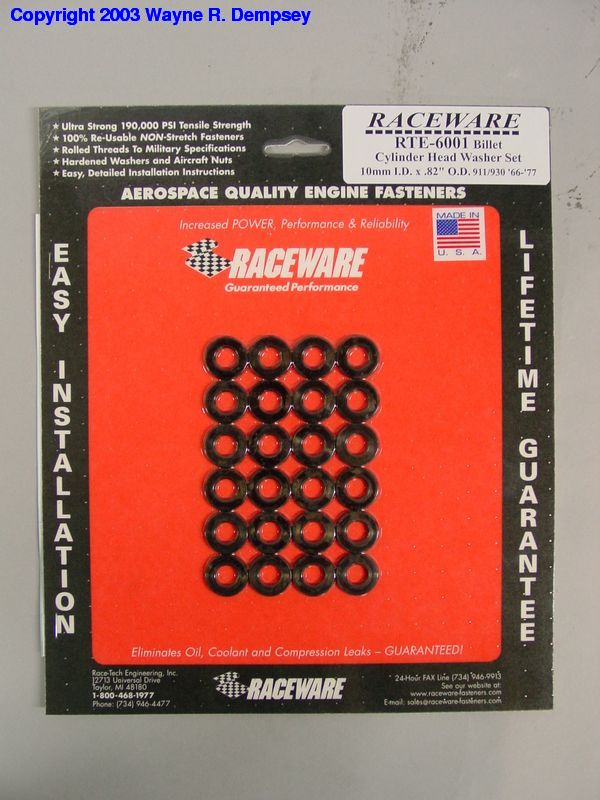 Copyright 2003 Wayne R. Dempsey
★ Ultra Strong 190,000 PSI Tensile Strength
★ 100% Re-Usable NON-Stretch Fasteners
★ Rolled Threads To Military Specifications
★ Hardened Washers and Aircraft Nuts
★ Easy, Detailed Installation Instructions
RACEWARE
RTE-6001 Billet
Cylinder Head Washer Set
10mm I.D. x .82" O.D. 911/930 '66-'77
AEROSPACE QUALITY ENGINE FASTENERS
EASY INSTALLATION
Increased POWER, Performance & Reliability
MADE IN
U.S.A.
RACEWARE
Guaranteed Performance
LIFETIME GUARANTEE
Eliminates Oil, Coolant and Compression Leaks – GUARANTEED!
Race-Tech Engineering, Inc.
12713 Universal Drive
Taylor, MI 48180
1-800-468-1977
Phone: (734) 946-4477
RACEWARE
24-Hour FAX Line (734) 946-9913
See our website at:
www.raceware-fasteners.com
E-mail: sales@raceware-fasteners.com